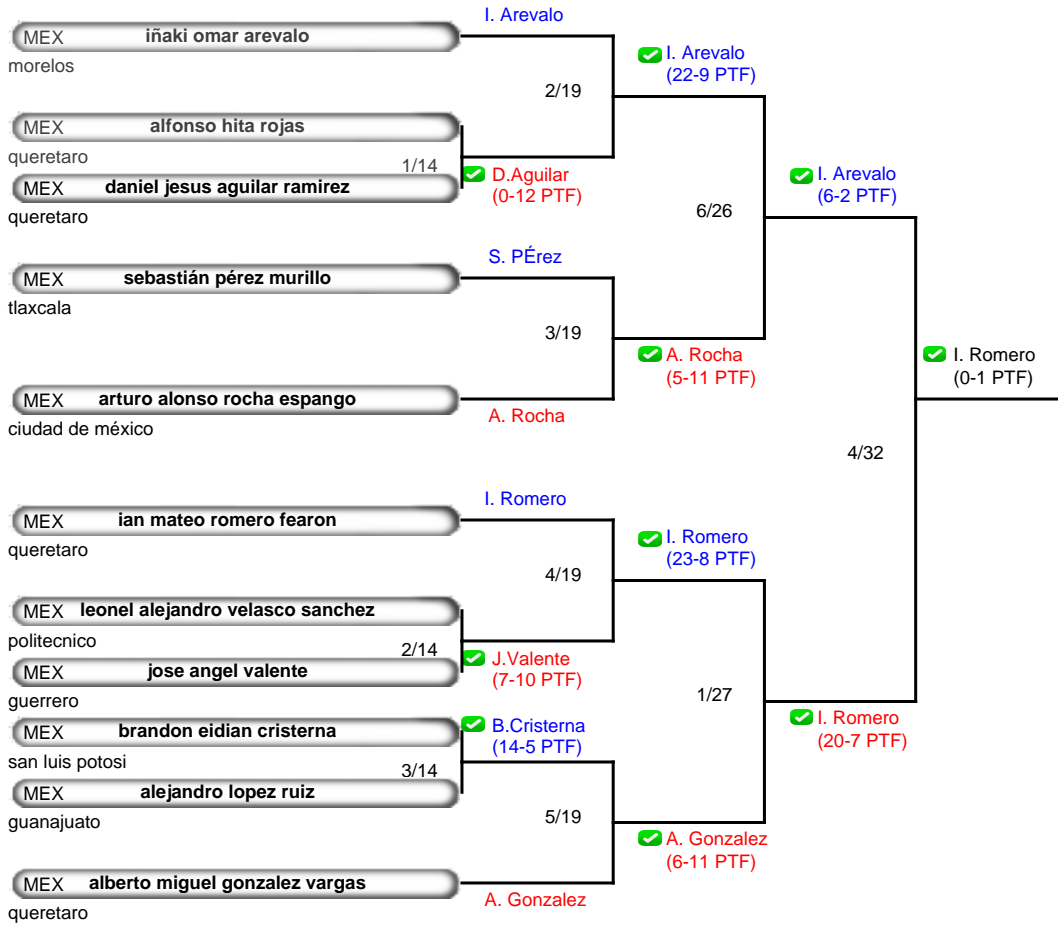 I. Arevalo
MEX iñaki omar arevalo
morelos
I. Arevalo
(22-9 PTF)
2/19
MEX alfonso hita rojas
queretaro
1/14
D.Aguilar
(0-12 PTF)
MEX daniel jesus aguilar ramirez
queretaro
I. Arevalo
(6-2 PTF)
6/26
S. PÉrez
MEX sebastián pérez murillo
tlaxcala
3/19
A. Rocha
(5-11 PTF)
MEX arturo alonso rocha espango
A. Rocha
ciudad de méxico
I. Romero
(0-1 PTF)
4/32
I. Romero
MEX ian mateo romero fearon
queretaro
I. Romero
(23-8 PTF)
4/19
MEX leonel alejandro velasco sanchez
politecnico
2/14
J.Valente
(7-10 PTF)
MEX jose angel valente
guerrero
1/27
I. Romero
(20-7 PTF)
MEX brandon eidian cristerna
B.Cristerna
(14-5 PTF)
san luis potosi
3/14
MEX alejandro lopez ruiz
guanajuato
5/19
A. Gonzalez
(6-11 PTF)
MEX alberto miguel gonzalez vargas
A. Gonzalez
queretaro